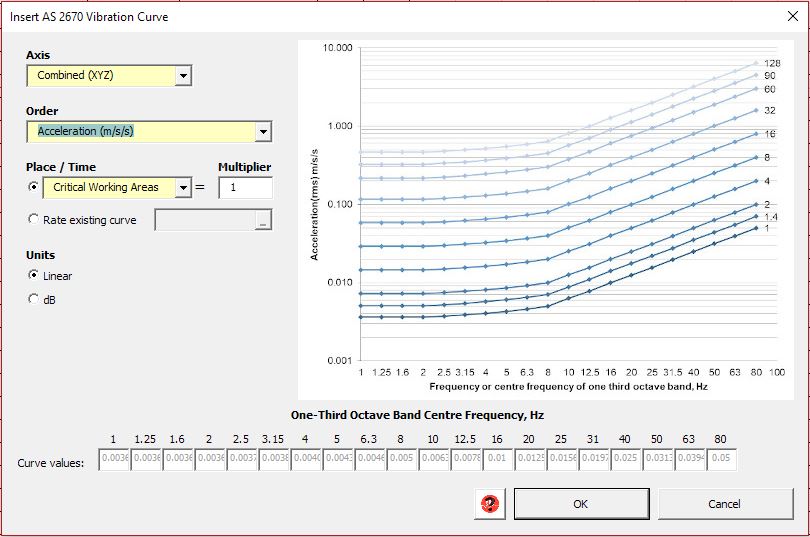 Insert AS 2670 Vibration Curve
Axis
Combined (XYZ)
Order
Acceleration (m/s/s)
Place / Time Multiplier
Critical Working Areas = 1
Rate existing curve ...
Units
Linear
dB
Acceleration(rms) m/s/s
10.000
1.000
0.100
0.010
0.001
128
90
60
32
16
8
4
2
1.4
1
1 1.25 1.6 2 2.5 3.15 4 5 6.3 8 10 12.5 16 20 25 31.5 40 50 63 80 100
Frequency or centre frequency of one third octave band, Hz
One-Third Octave Band Centre Frequency, Hz
1 1.25 1.6 2 2.5 3.15 4 5 6.3 8 10 12.5 16 20 25 31 40 50 63 80
Curve values: 0.0036 0.0036 0.0036 0.0036 0.0037 0.0038 0.0040 0.0043 0.0046 0.005 0.0063 0.0078 0.01 0.0125 0.0156 0.0197 0.025 0.0313 0.0394 0.05
OK Cancel